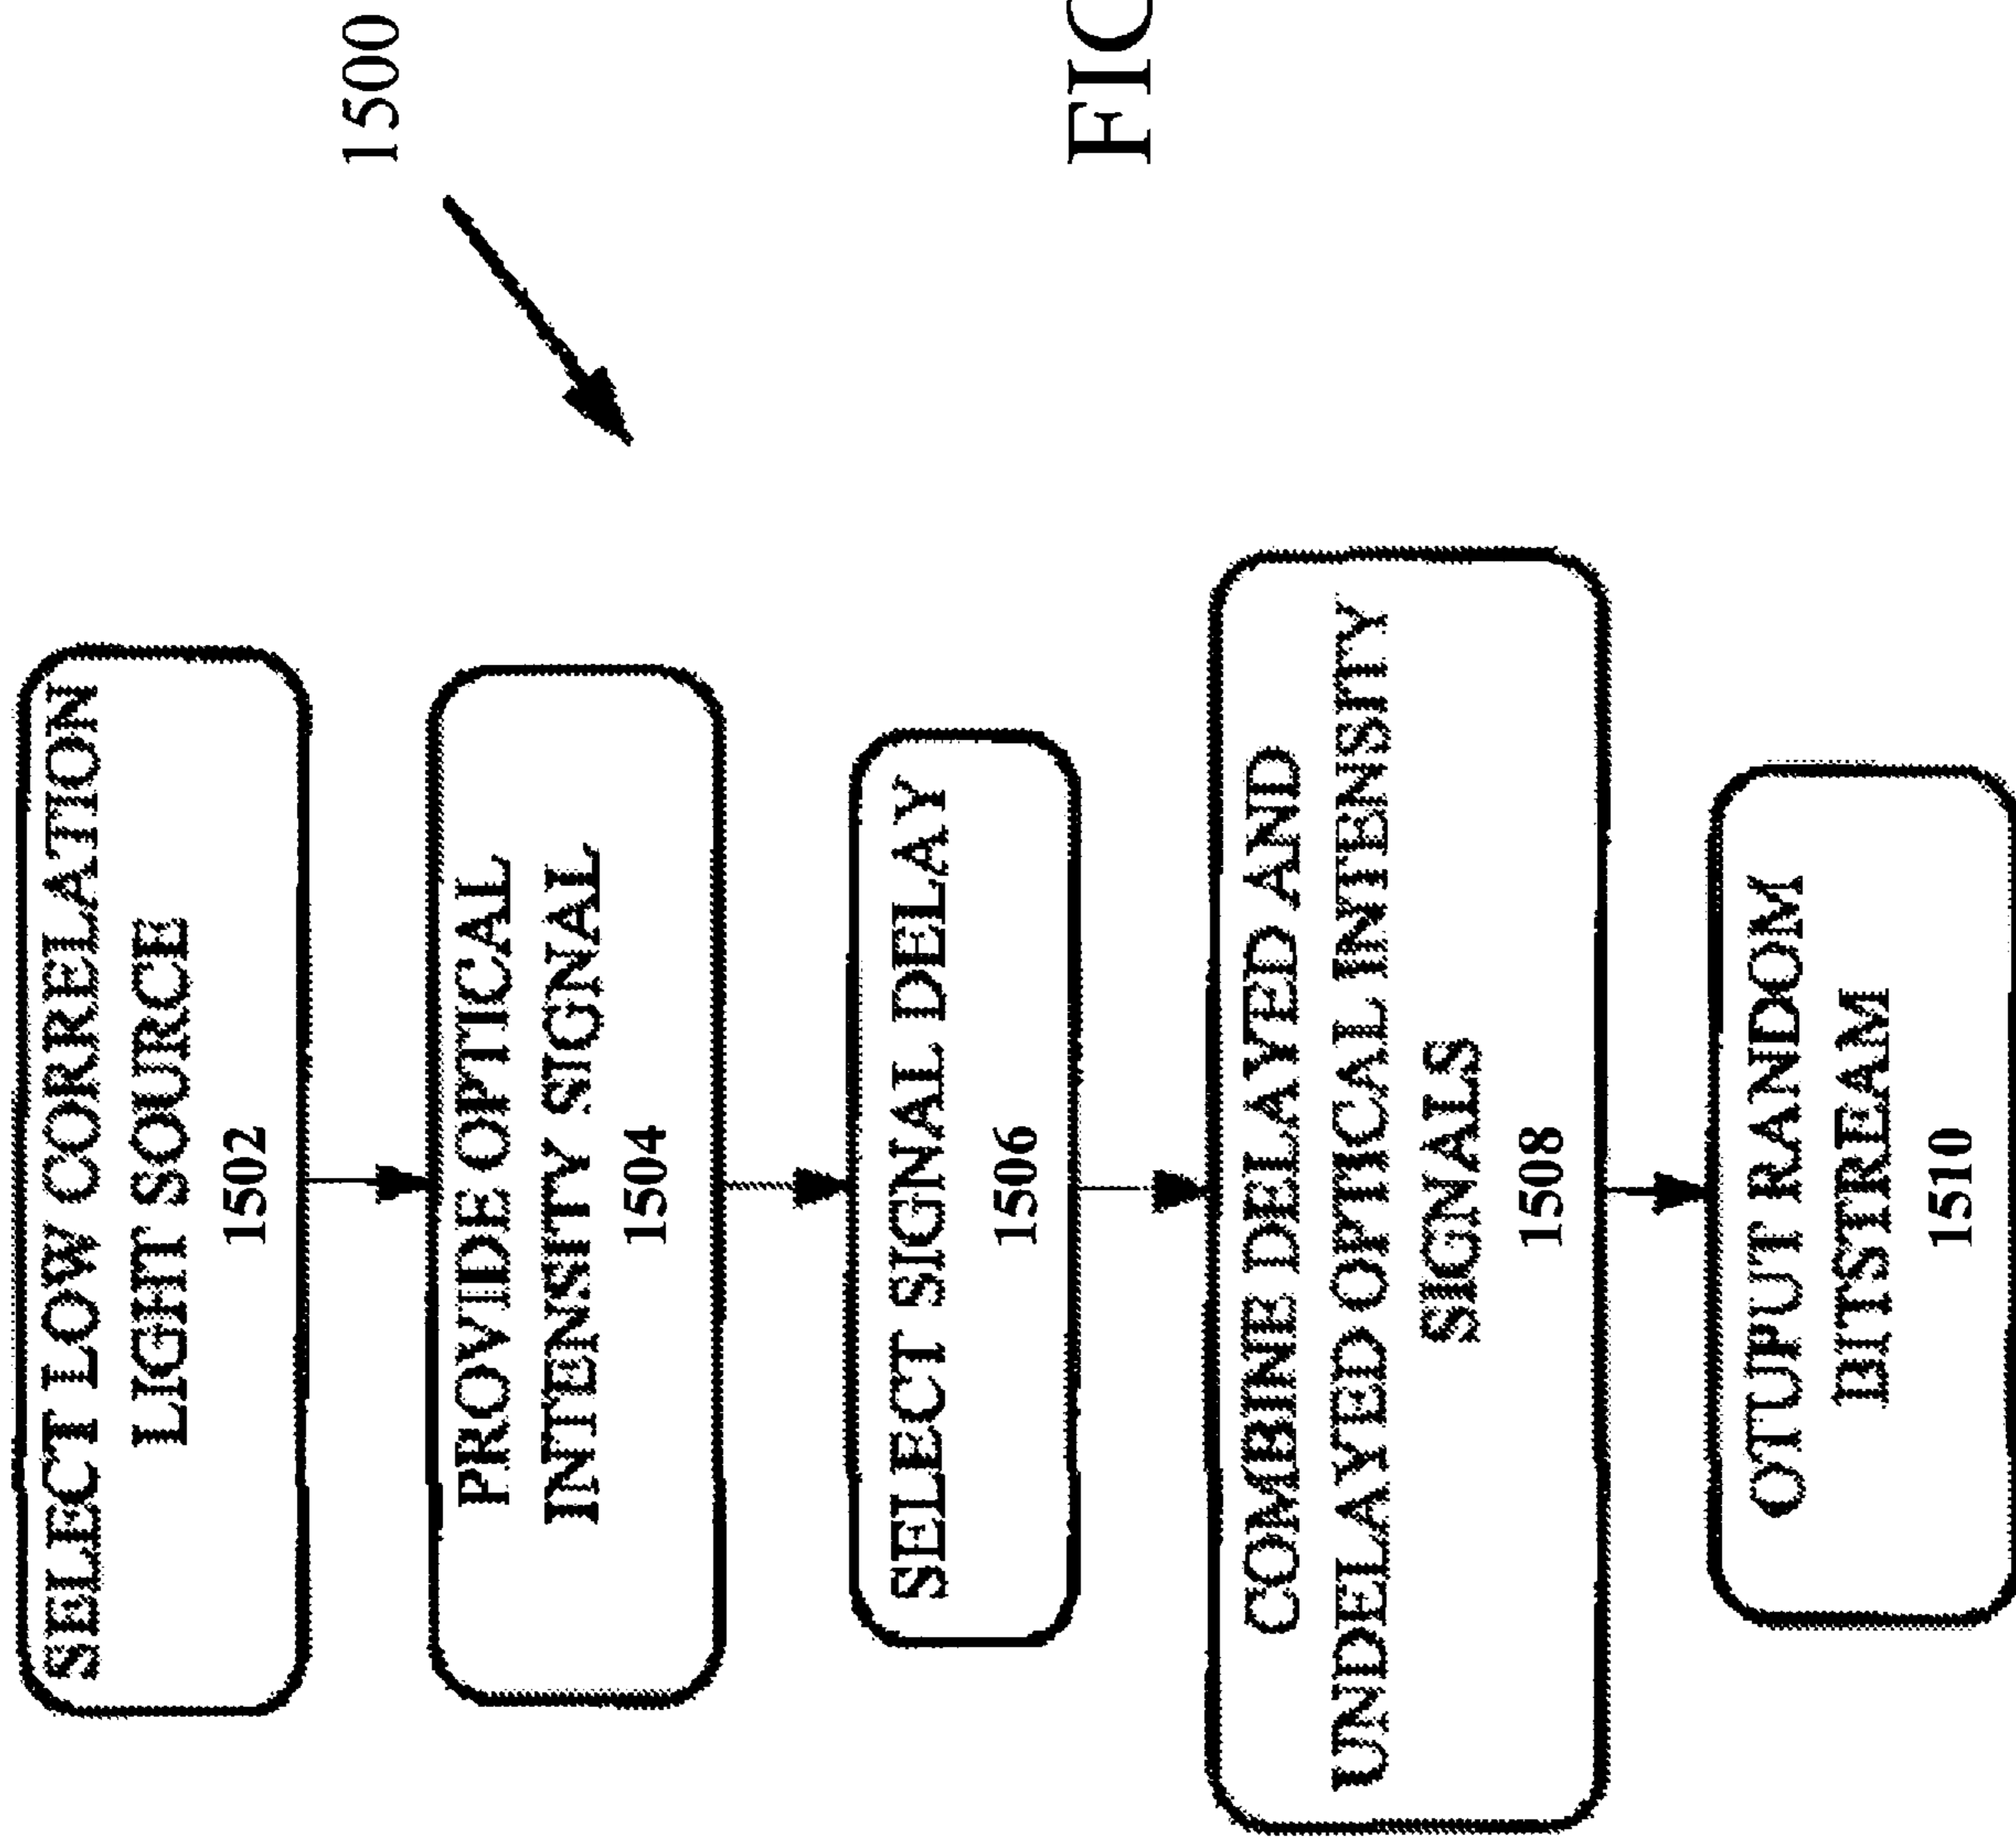 1500
SELECT LOW CORRELATION
LIGHT SOURCE
1502
PROVIDE OPTICAL
INTENSITY SIGNAL
1504
SELECT SIGNAL DELAY
1506
COMBINE DELAYED AND
UNDELAYED OPTICAL INTENSITY
SIGNALS
1508
OTUPUT RANDOM
BITSTREAM
1510